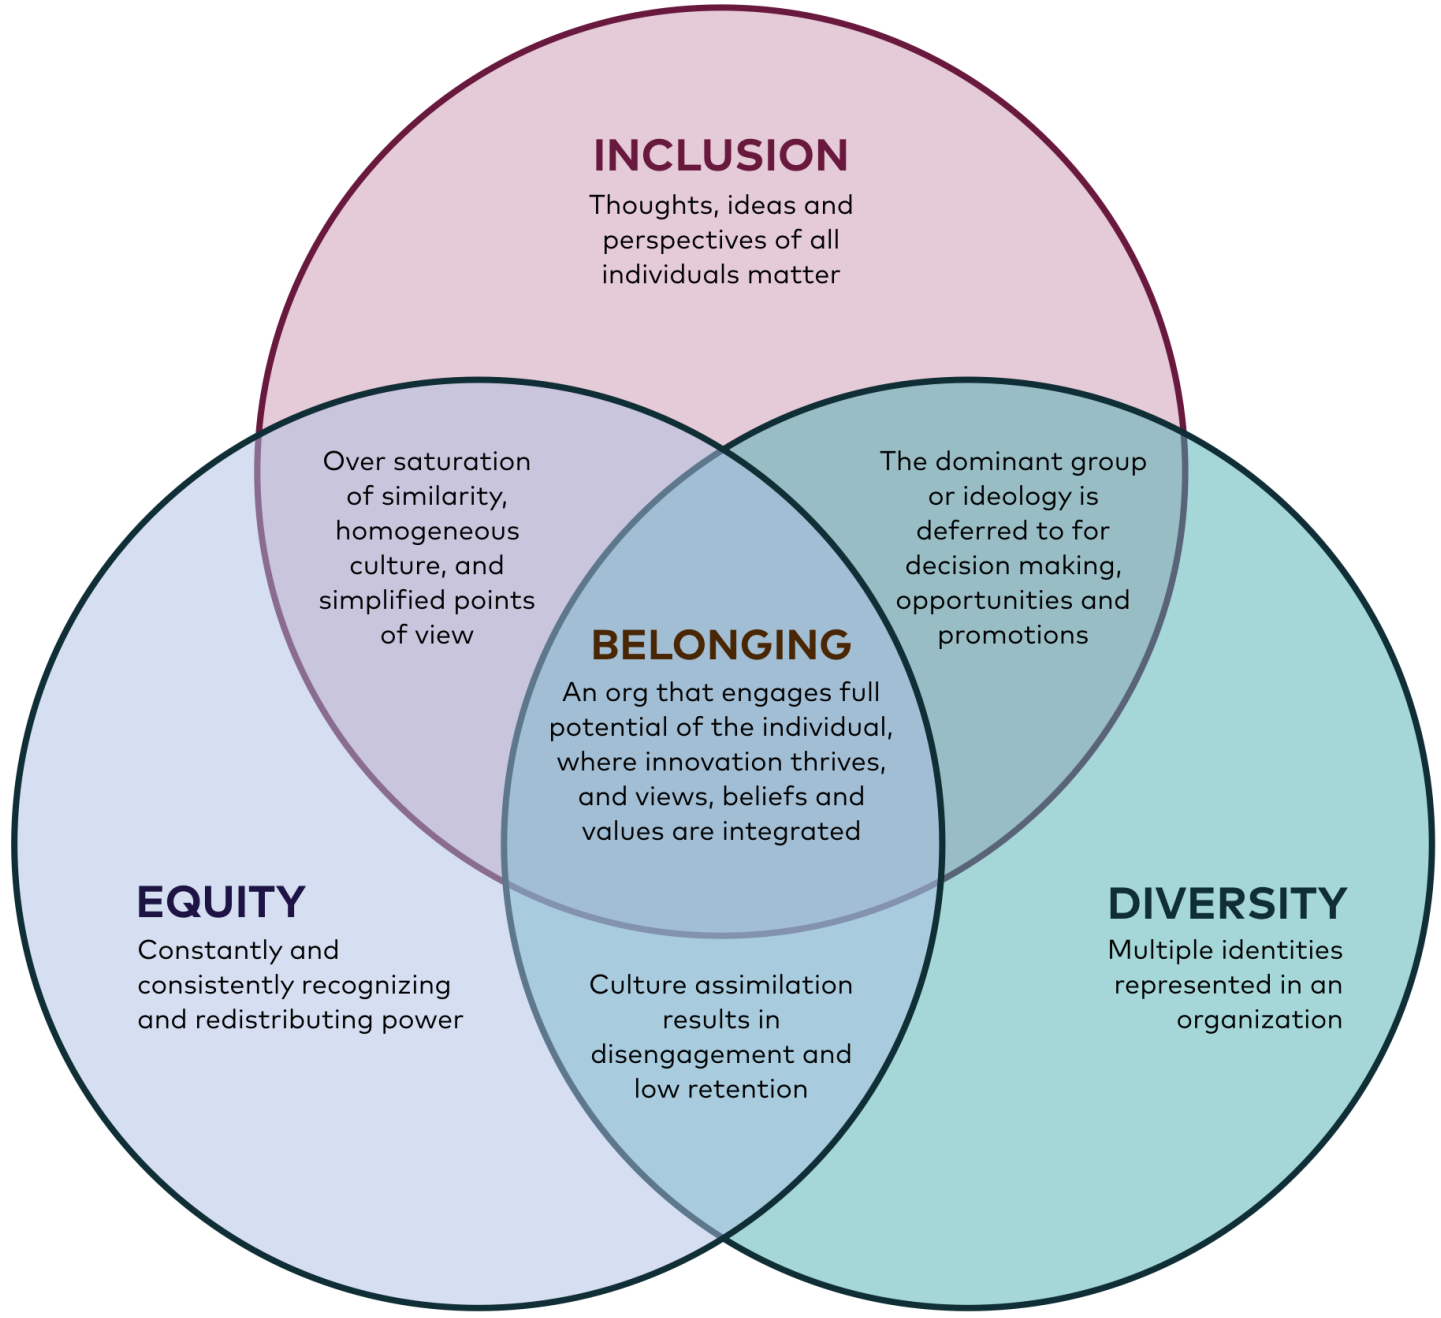 INCLUSION
Thoughts, ideas and
perspectives of all
individuals matter
Over saturation
of similarity,
homogeneous
culture, and
simplified points
of view
The dominant group
or ideology is
deferred to for
decision making,
opportunities and
promotions
BELONGING
An org that engages full
potential of the individual,
where innovation thrives,
and views, beliefs and
values are integrated
EQUITY
Constantly and
consistently recognizing
and redistributing power
DIVERSITY
Multiple identities
represented in an
organization
Culture assimilation
results in
disengagement and
low retention